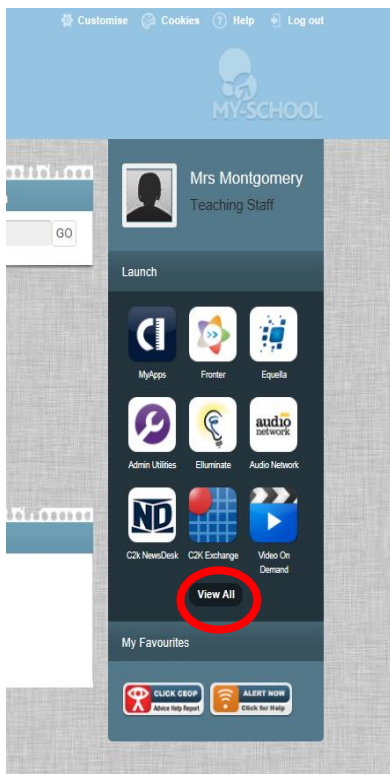 Customise Cookies Help Log out
MY-SCHOOL
Mrs Montgomery
Teaching Staff
GO
Launch
MyApps Fronter Equella
audio
network
Admin Utilities Elluminate Audio Network
ND
C2k NewsDesk C2K Exchange Video On
Demand
View All
My Favourites
CLICK CEOP
Advice Help Report
ALERT NOW
Click for Help